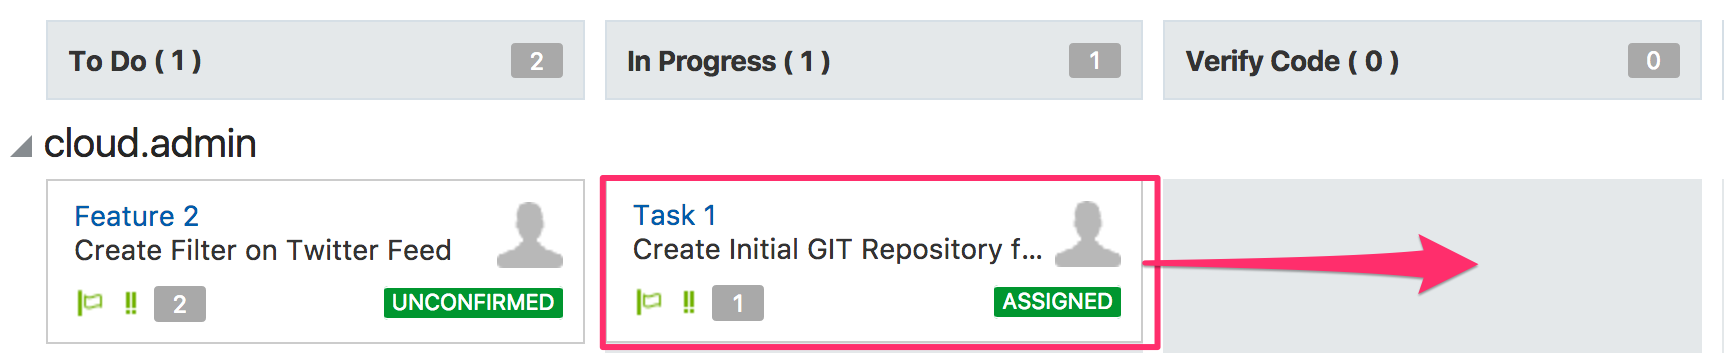 To Do ( 1 ) 2
In Progress ( 1 ) 1
Verify Code ( 0 ) 0
cloud.admin
Feature 2
Create Filter on Twitter Feed
2 UNCONFIRMED
Task 1
Create Initial GIT Repository f...
1 ASSIGNED